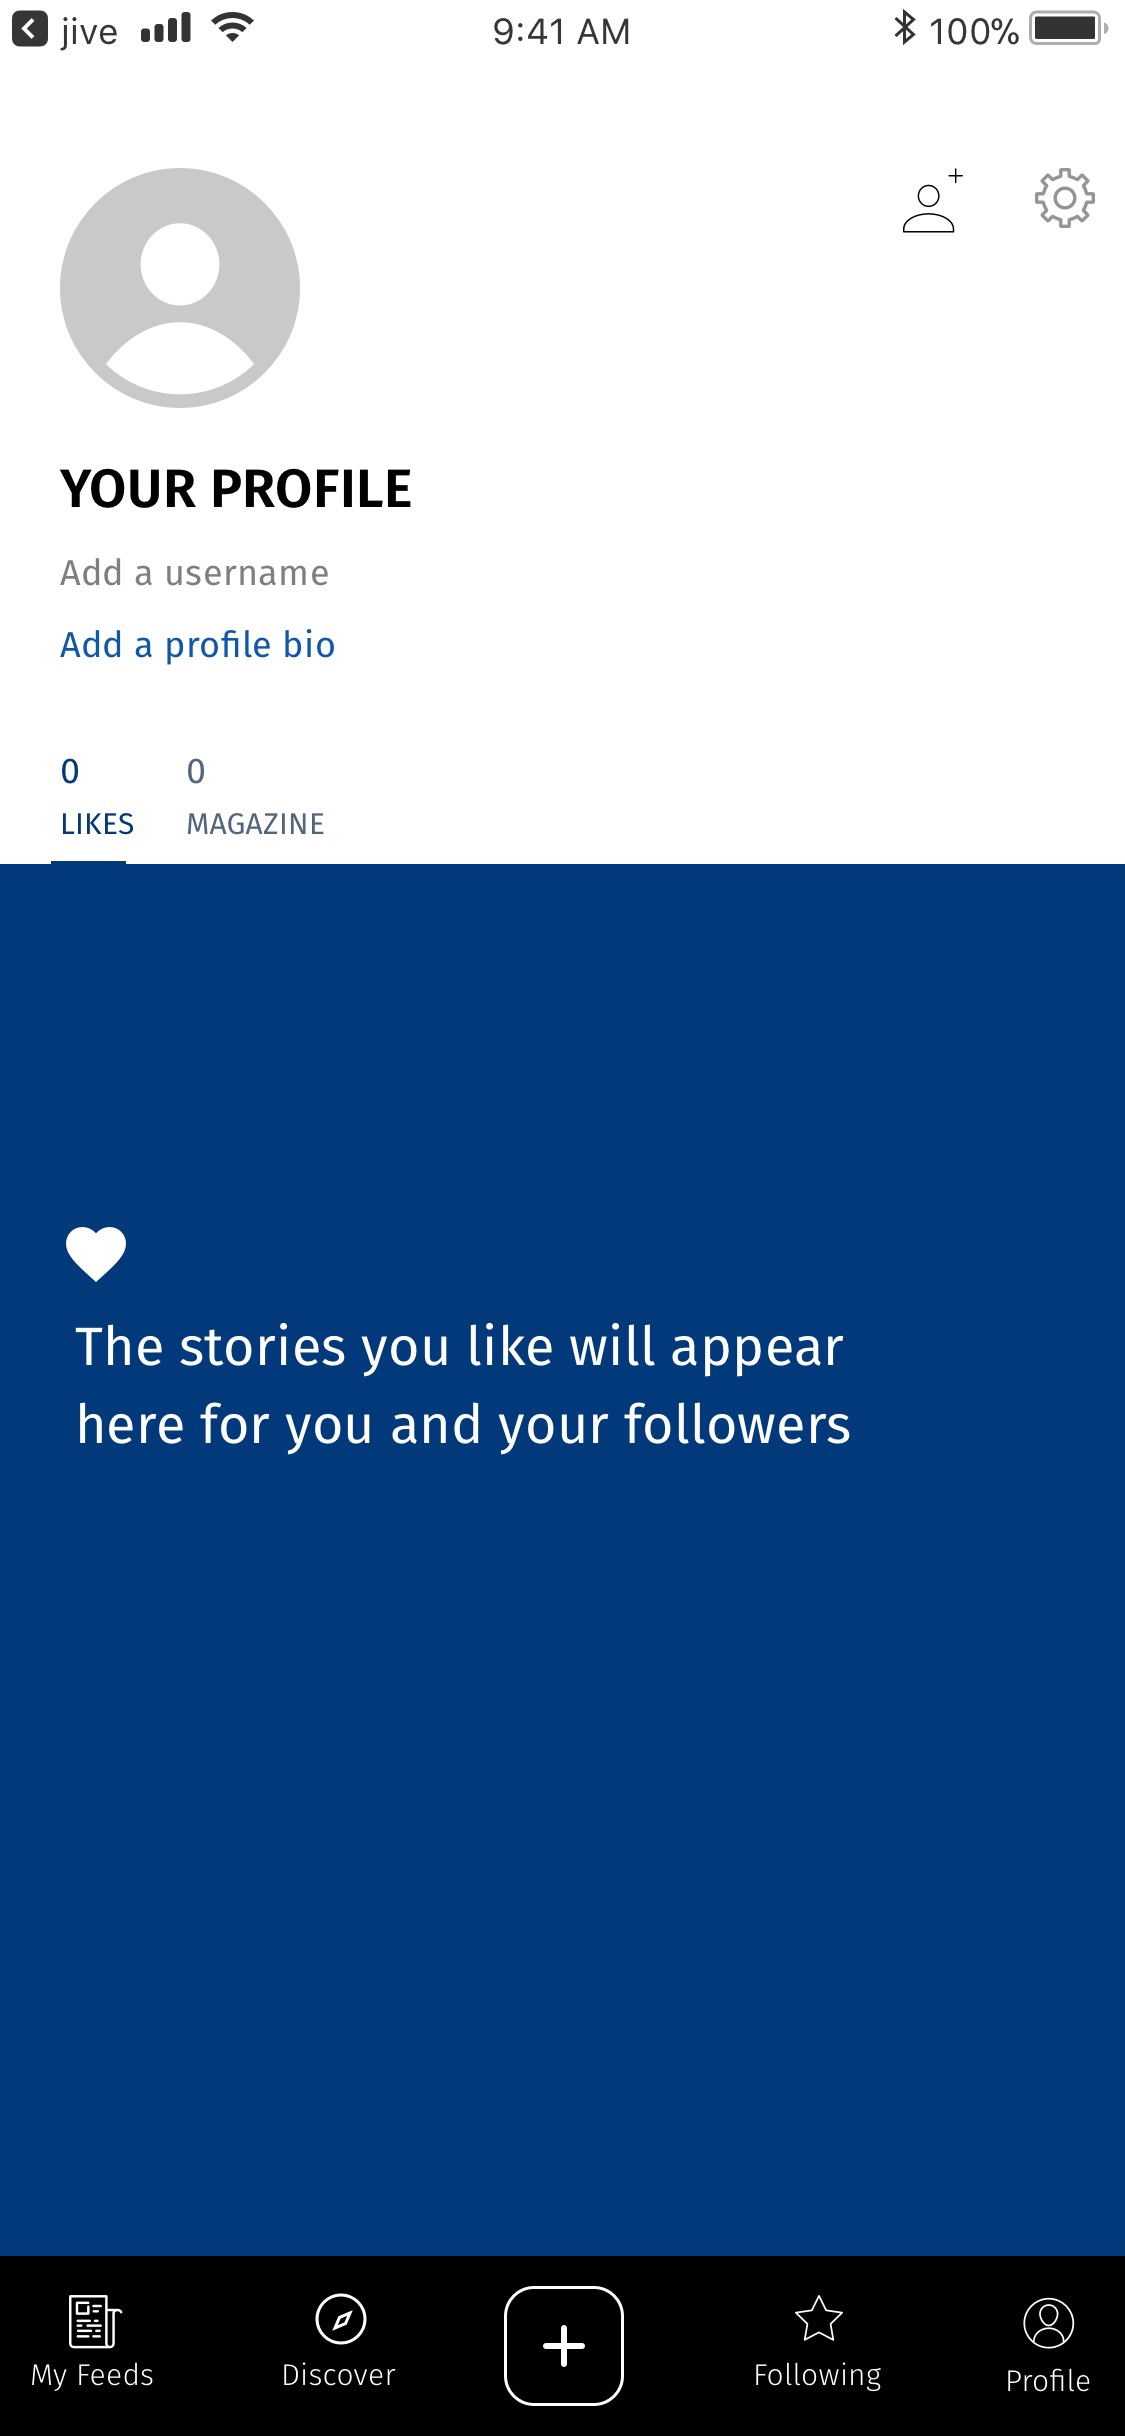 jive 9:41 AM 100%
YOUR PROFILE
Add a username
Add a profile bio
0 0
LIKES MAGAZINE
The stories you like will appear
here for you and your followers
My Feeds Discover Following Profile